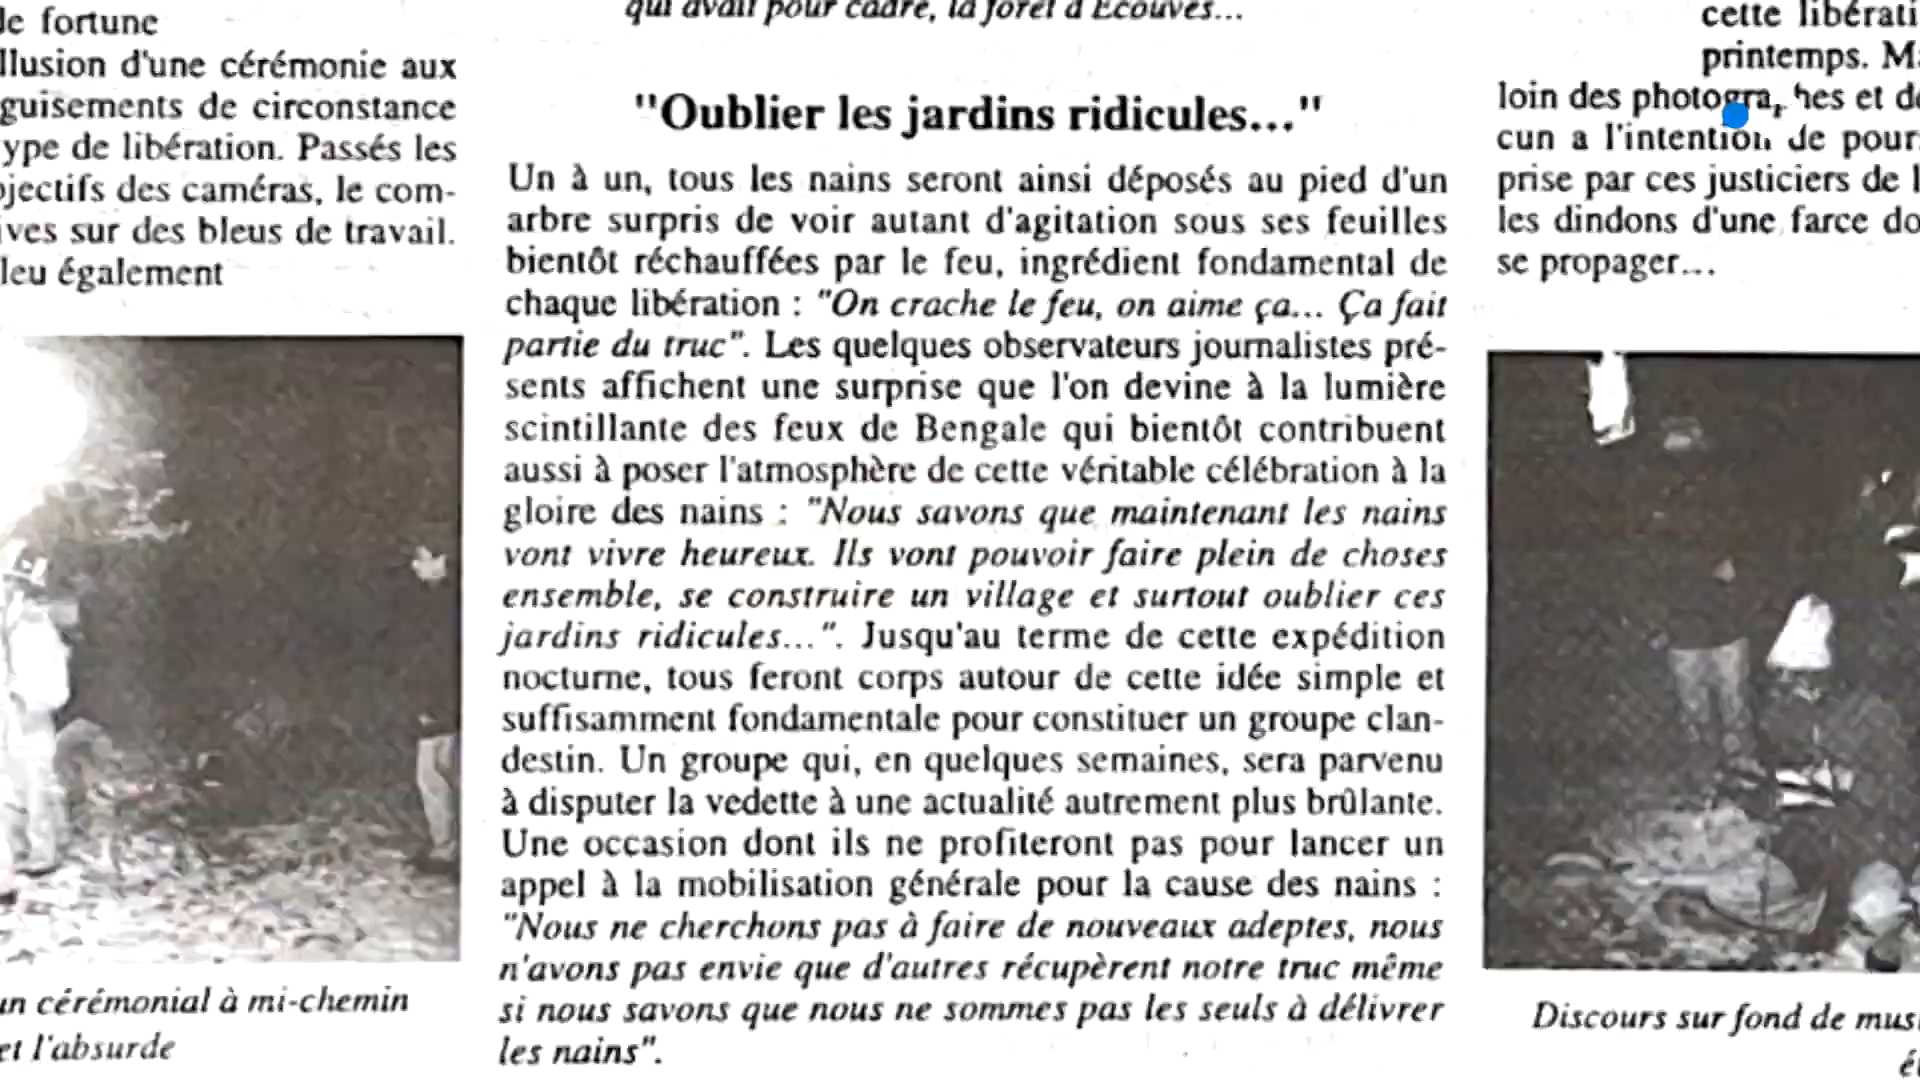 de fortune
llusion d'une cérémonie aux
guisements de circonstance
ype de libération. Passés les
bjectifs des caméras, le com-
ves sur des bleus de travail.
leu également
un cérémonial à mi-chemin
et l'absurde
qui avait pour cadre, la forêt d'Ecouves...
"Oublier les jardins ridicules..."
Un à un, tous les nains seront ainsi déposés au pied d'un
arbre surpris de voir autant d'agitation sous ses feuilles
bientôt réchauffées par le feu, ingrédient fondamental de
chaque libération : "On crache le feu, on aime ça... Ça fait
partie du truc". Les quelques observateurs journalistes pré-
sents affichent une surprise que l'on devine à la lumière
scintillante des feux de Bengale qui bientôt contribuent
aussi à poser l'atmosphère de cette véritable célébration à la
gloire des nains : "Nous savons que maintenant les nains
vont vivre heureux. Ils vont pouvoir faire plein de choses
ensemble, se construire un village et surtout oublier ces
jardins ridicules...". Jusqu'au terme de cette expédition
nocturne, tous feront corps autour de cette idée simple et
suffisamment fondamentale pour constituer un groupe clan-
destin. Un groupe qui, en quelques semaines, sera parvenu
à disputer la vedette à une actualité autrement plus brûlante.
Une occasion dont ils ne profiteront pas pour lancer un
appel à la mobilisation générale pour la cause des nains :
"Nous ne cherchons pas à faire de nouveaux adeptes, nous
n'avons pas envie que d'autres récupèrent notre truc même
si nous savons que nous ne sommes pas les seuls à délivrer
les nains".
cette libérati
printemps. Ma
loin des photographes et de
cun a l'intention de pour
prise par ces justiciers de l
les dindons d'une farce do
se propager...
Discours sur fond de mus